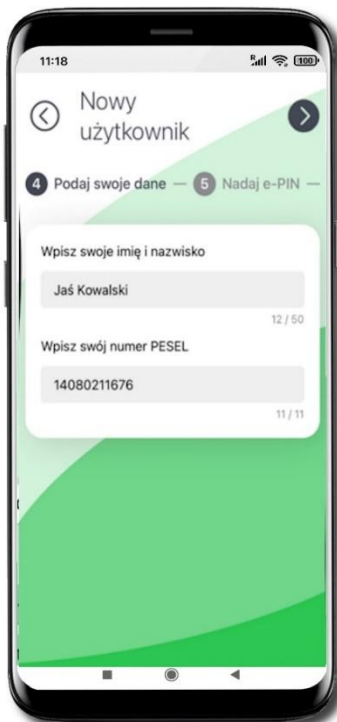 11:18
R
100
Nowy
użytkownik
4 Podaj swoje dane — 5 Nadaj e-PIN —
Wpisz swoje imię i nazwisko
Jaś Kowalski
12 / 50
Wpisz swój numer PESEL
14080211676
11 / 11